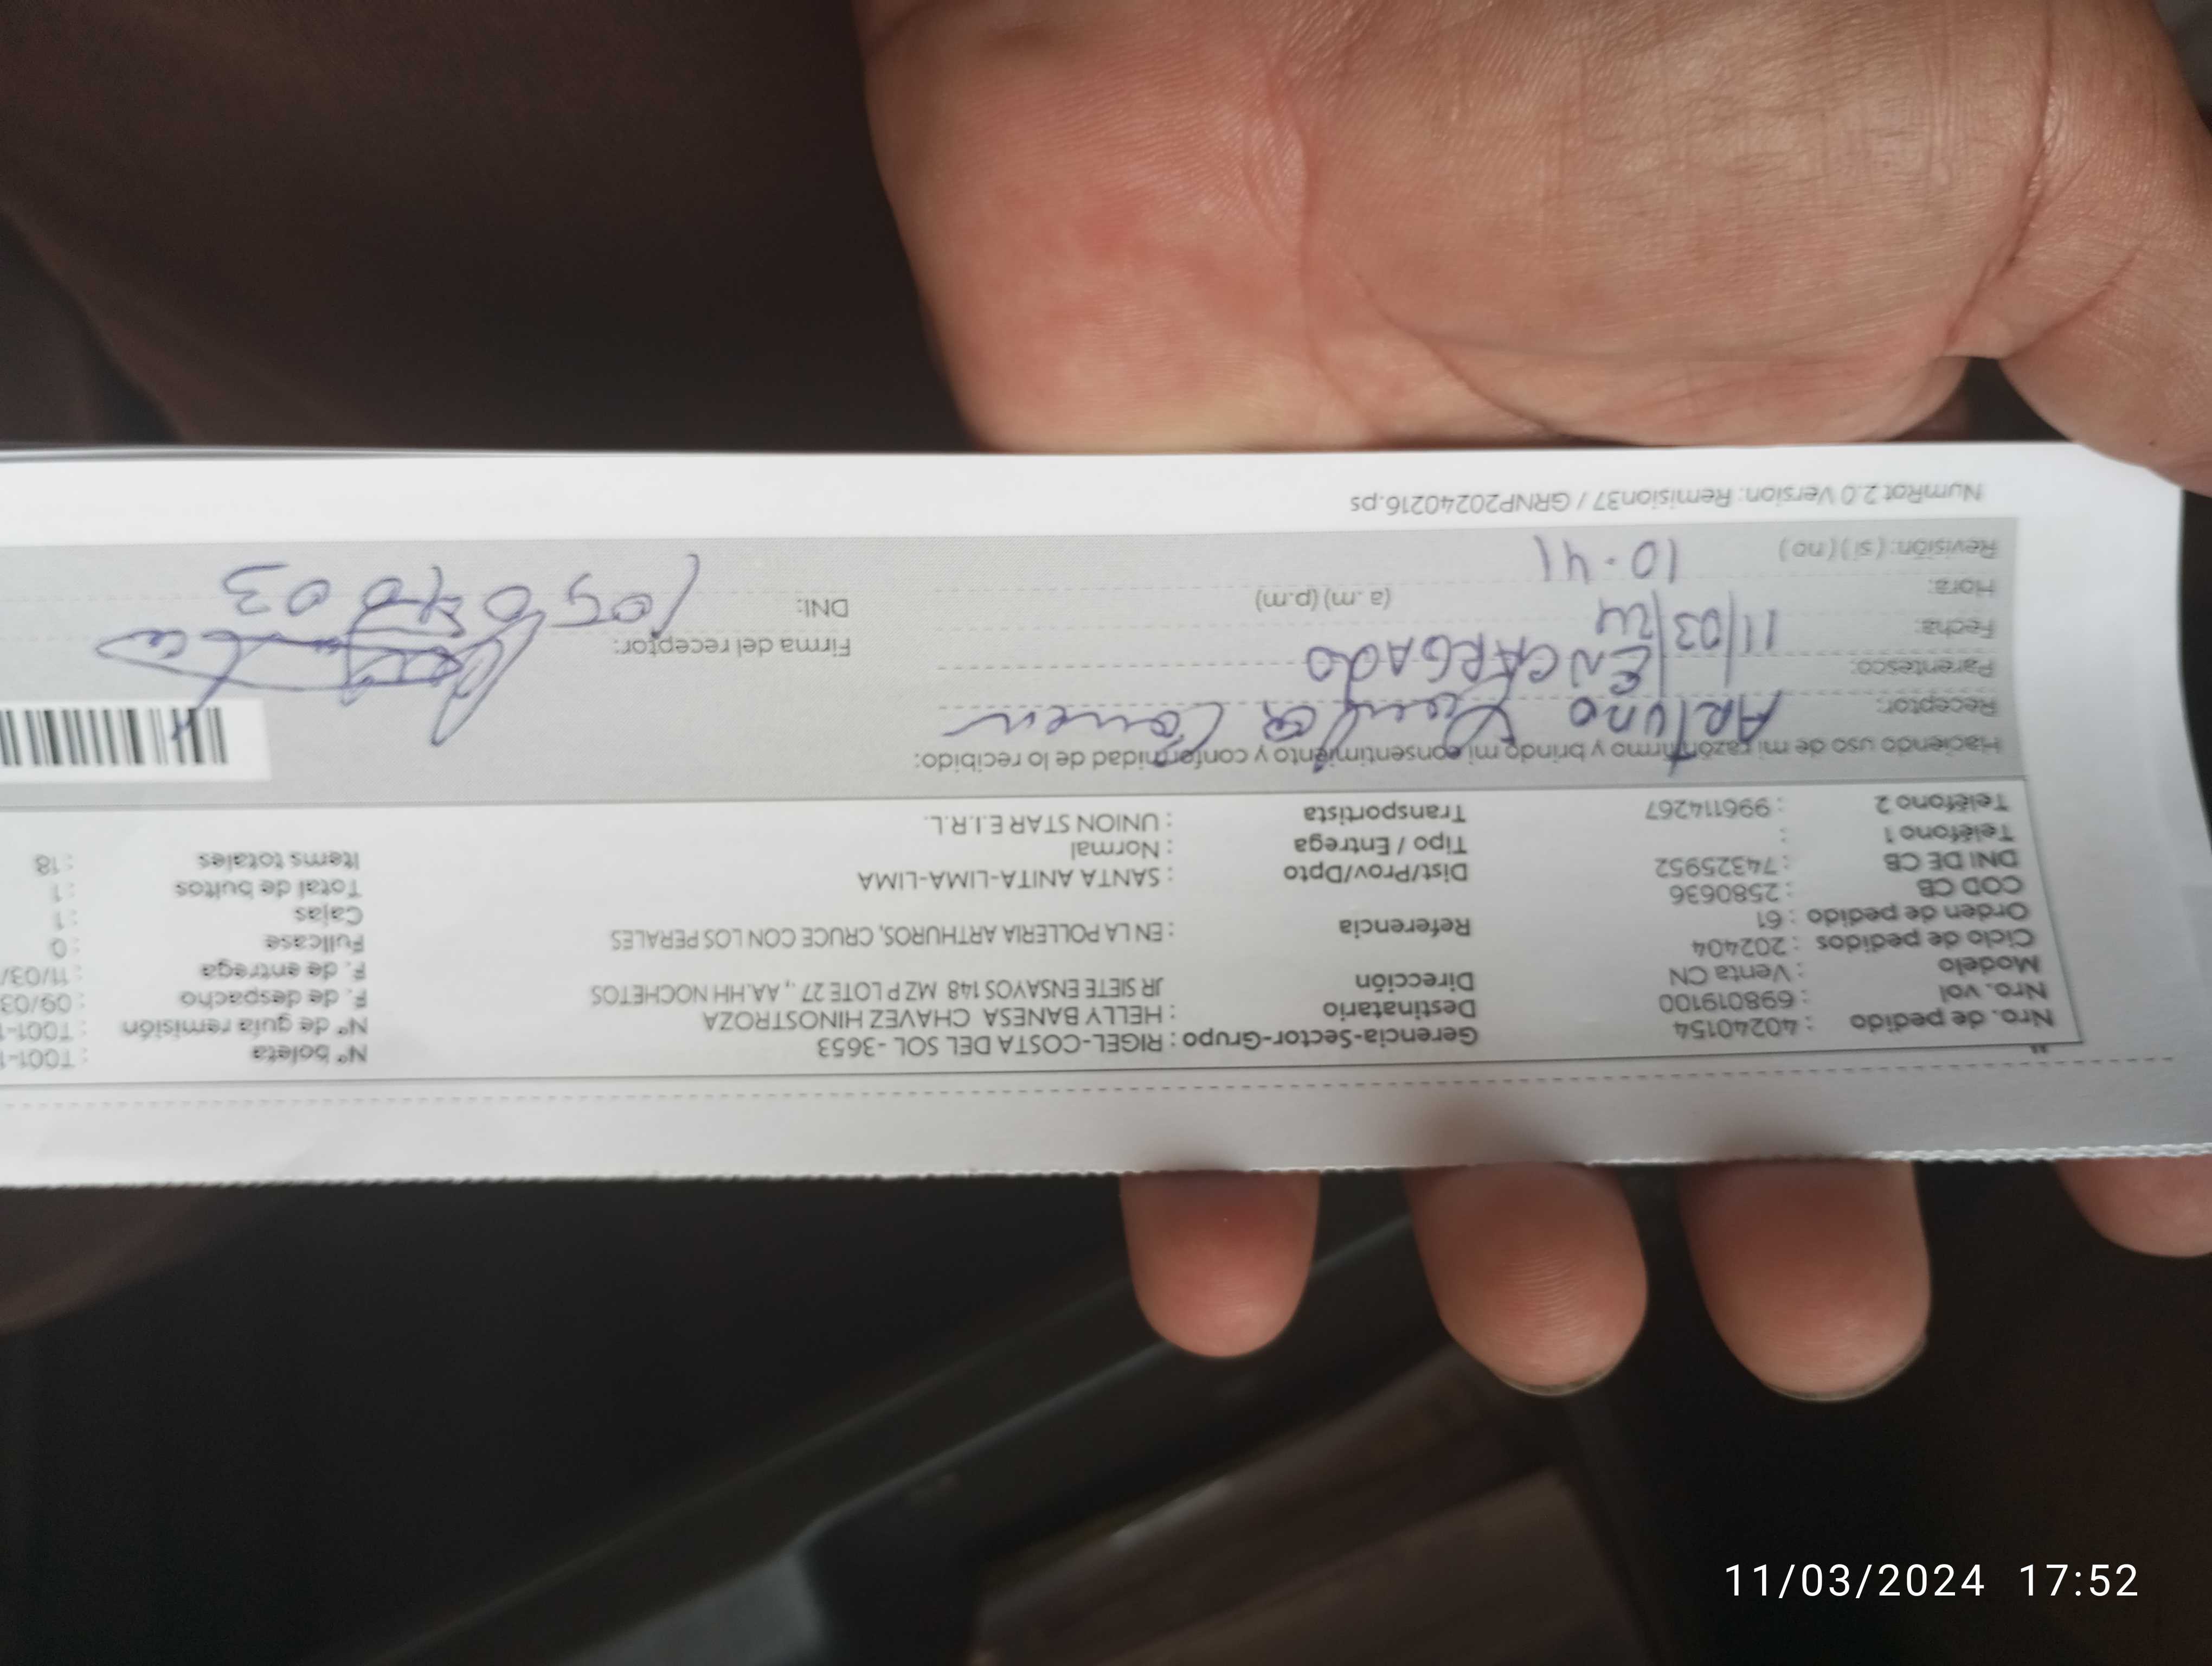 Nro. de pedido : 40240154 Gerencia-Sector-Grupo : RIGEL-COSTA DEL SOL -3653 Nº boleta : T001-1
Nro. vol : 698019100 Destinatario : HELLY BANESA CHAVEZ HINOSTROZA Nº de guía remisión : T001-1
Modelo : Venta CN Dirección JR SIETE ENSAYOS 148 MZ P LOTE 27 ., AA.HH NOCHETOS F. de despacho : 09/03
Ciclo de pedidos : 202404 F. de entrega : 11/03/
Orden de pedido : 61 Referencia : EN LA POLLERIA ARTHUROS, CRUCE CON LOS PERALES Fullcase : 0
COD CB : 2580636 Cajas : 1
DNI DE CB : 74325952 Dist/Prov/Dpto : SANTA ANITA-LIMA-LIMA Total de bultos : 1
Teléfono 1 : Tipo / Entrega : Normal Items totales : 18
Teléfono 2 : 996114267 Transportista : UNION STAR E.I.R.L.
Haciendo uso de mi razón firmo y brindo mi consentimiento y conformidad de lo recibido:
Receptor: ARTURO
Parentesco: ENCARGADO Firma del receptor:
Fecha: 11/03/24
Hora: 10.41 (a .m) (p.m) DNI:
Revisión: (sí) (no)
NumRot 2.0 Version: Remision37 / GRNP20240216.ps
11/03/2024 17:52